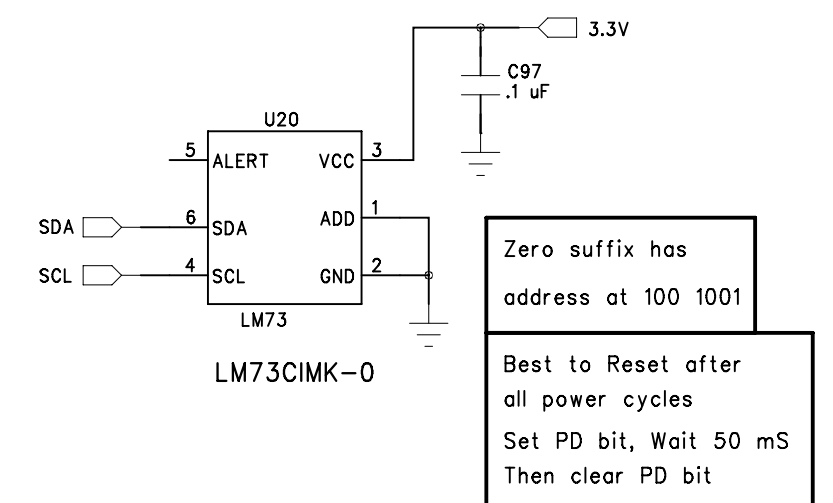 3.3V
C97
.1 uF
U20
5 ALERT VCC 3
SDA 6 SDA ADD 1
SCL 4 SCL GND 2
LM73
LM73CIMK-0
Zero suffix has
address at 100 1001
Best to Reset after
all power cycles
Set PD bit, Wait 50 mS
Then clear PD bit